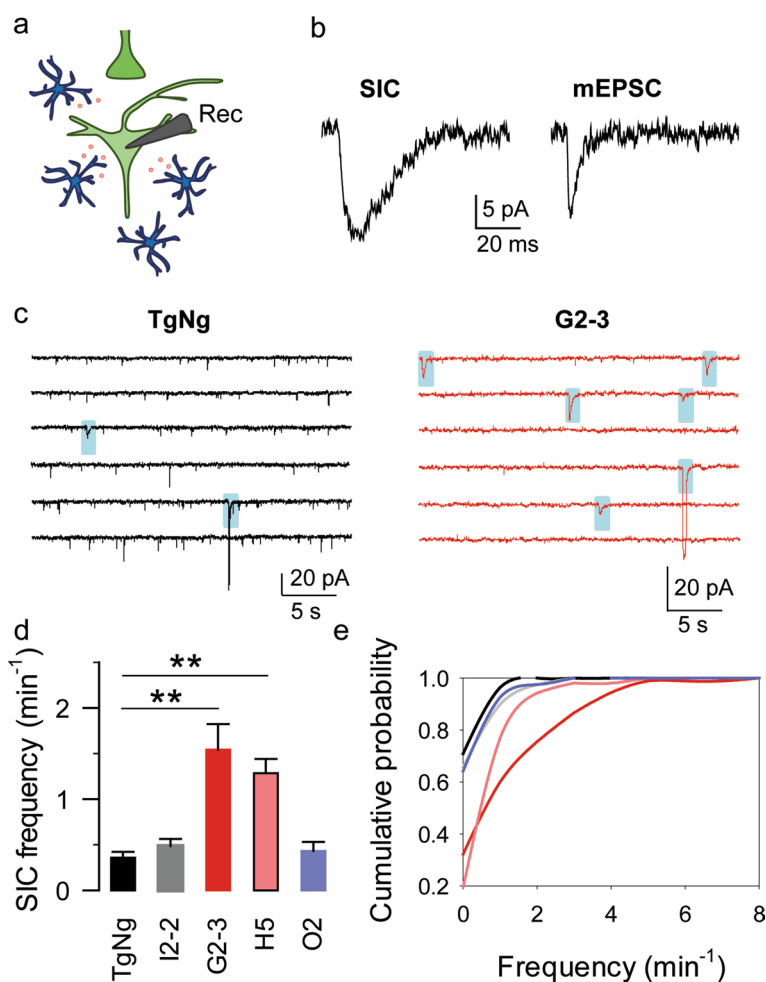 a
Rec
b
SIC
mEPSC
5 pA
20 ms
c
TgNg
G2-3
20 pA
5 s
20 pA
5 s
d
SIC frequency (min⁻¹)
2
1
0
**
**
TgNg
I2-2
G2-3
H5
O2
e
Cumulative probability
1.0
0.8
0.6
0.4
0.2
0 2 4 6 8
Frequency (min⁻¹)